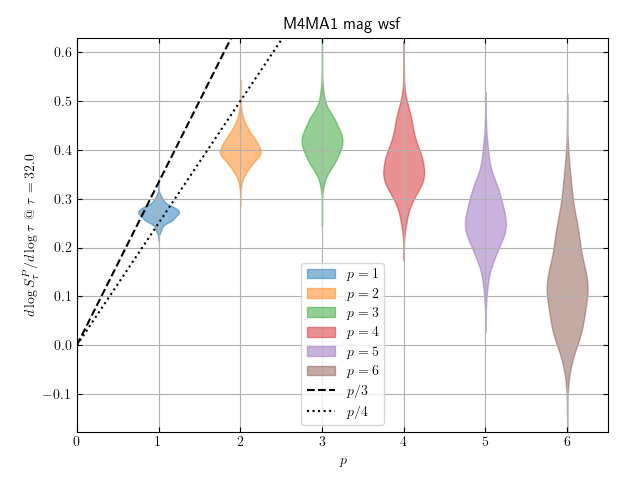 M4MA1 mag wsf
d log S_τ^P / d log τ @ τ = 32.0
0.6
0.5
0.4
0.3
0.2
0.1
0.0
−0.1
p = 1
p = 2
p = 3
p = 4
p = 5
p = 6
p/3
p/4
0 1 2 3 4 5 6
p